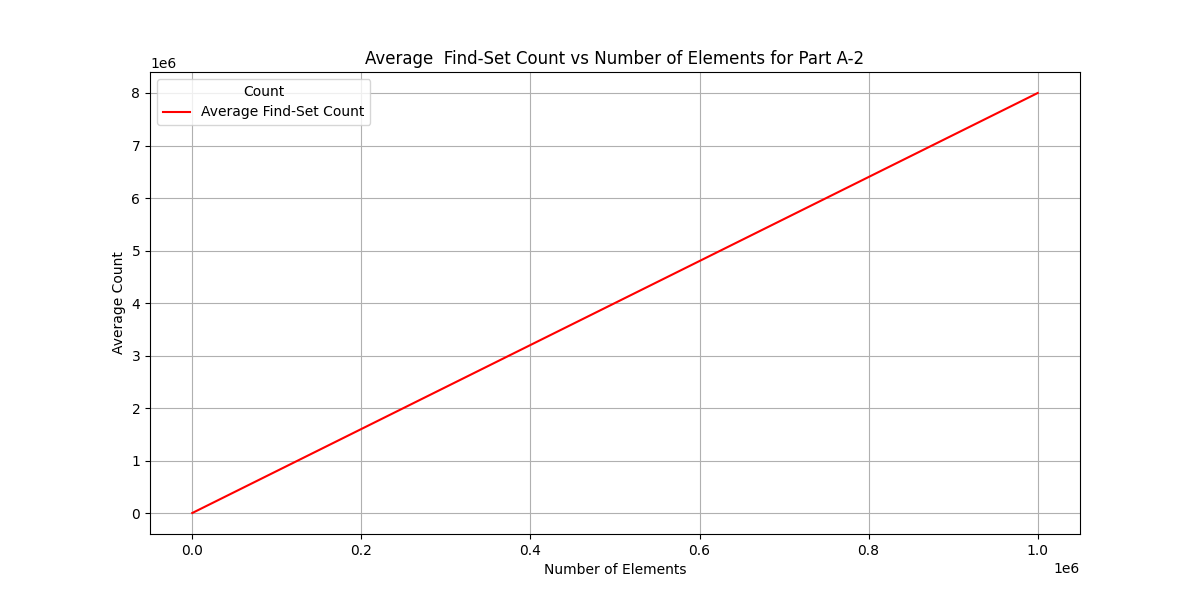 Average  Find-Set Count vs Number of Elements for Part A-2
1e6
Count
Average Find-Set Count
8
7
6
5
4
3
2
1
0
Average Count
0.0 0.2 0.4 0.6 0.8 1.0
Number of Elements
1e6